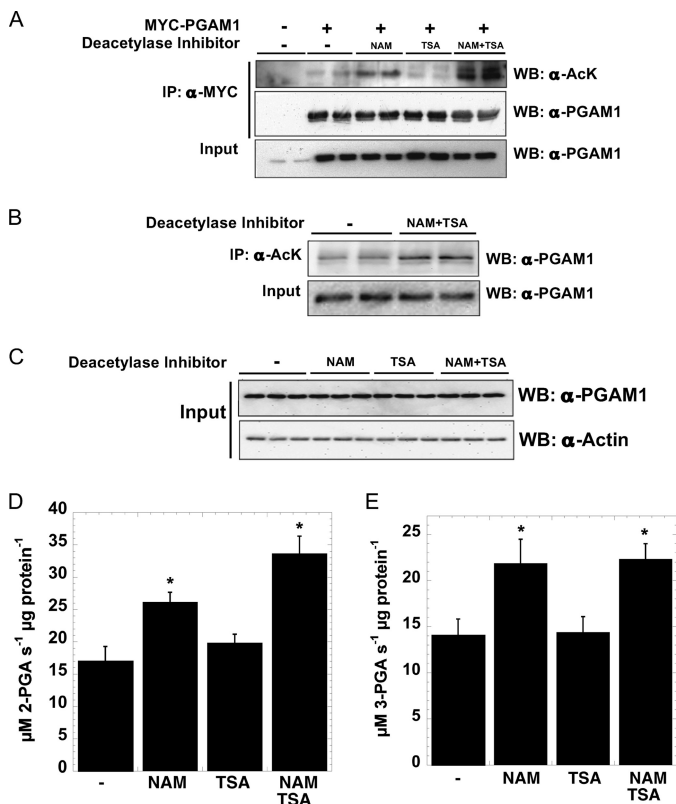 A
MYC-PGAM1 - + + + +
Deacetylase Inhibitor - - NAM TSA NAM+TSA
IP: α-MYC
WB: α-AcK
WB: α-PGAM1
Input
WB: α-PGAM1
B
Deacetylase Inhibitor - NAM+TSA
IP: α-AcK
WB: α-PGAM1
Input
WB: α-PGAM1
C
Deacetylase Inhibitor - NAM TSA NAM+TSA
Input
WB: α-PGAM1
WB: α-Actin
D
µM 2-PGA s⁻¹ µg protein⁻¹
40
35
30
25
20
15
10
5
0
*
*
- NAM TSA NAM
TSA
E
µM 3-PGA s⁻¹ µg protein⁻¹
25
20
15
10
5
0
*
*
- NAM TSA NAM
TSA